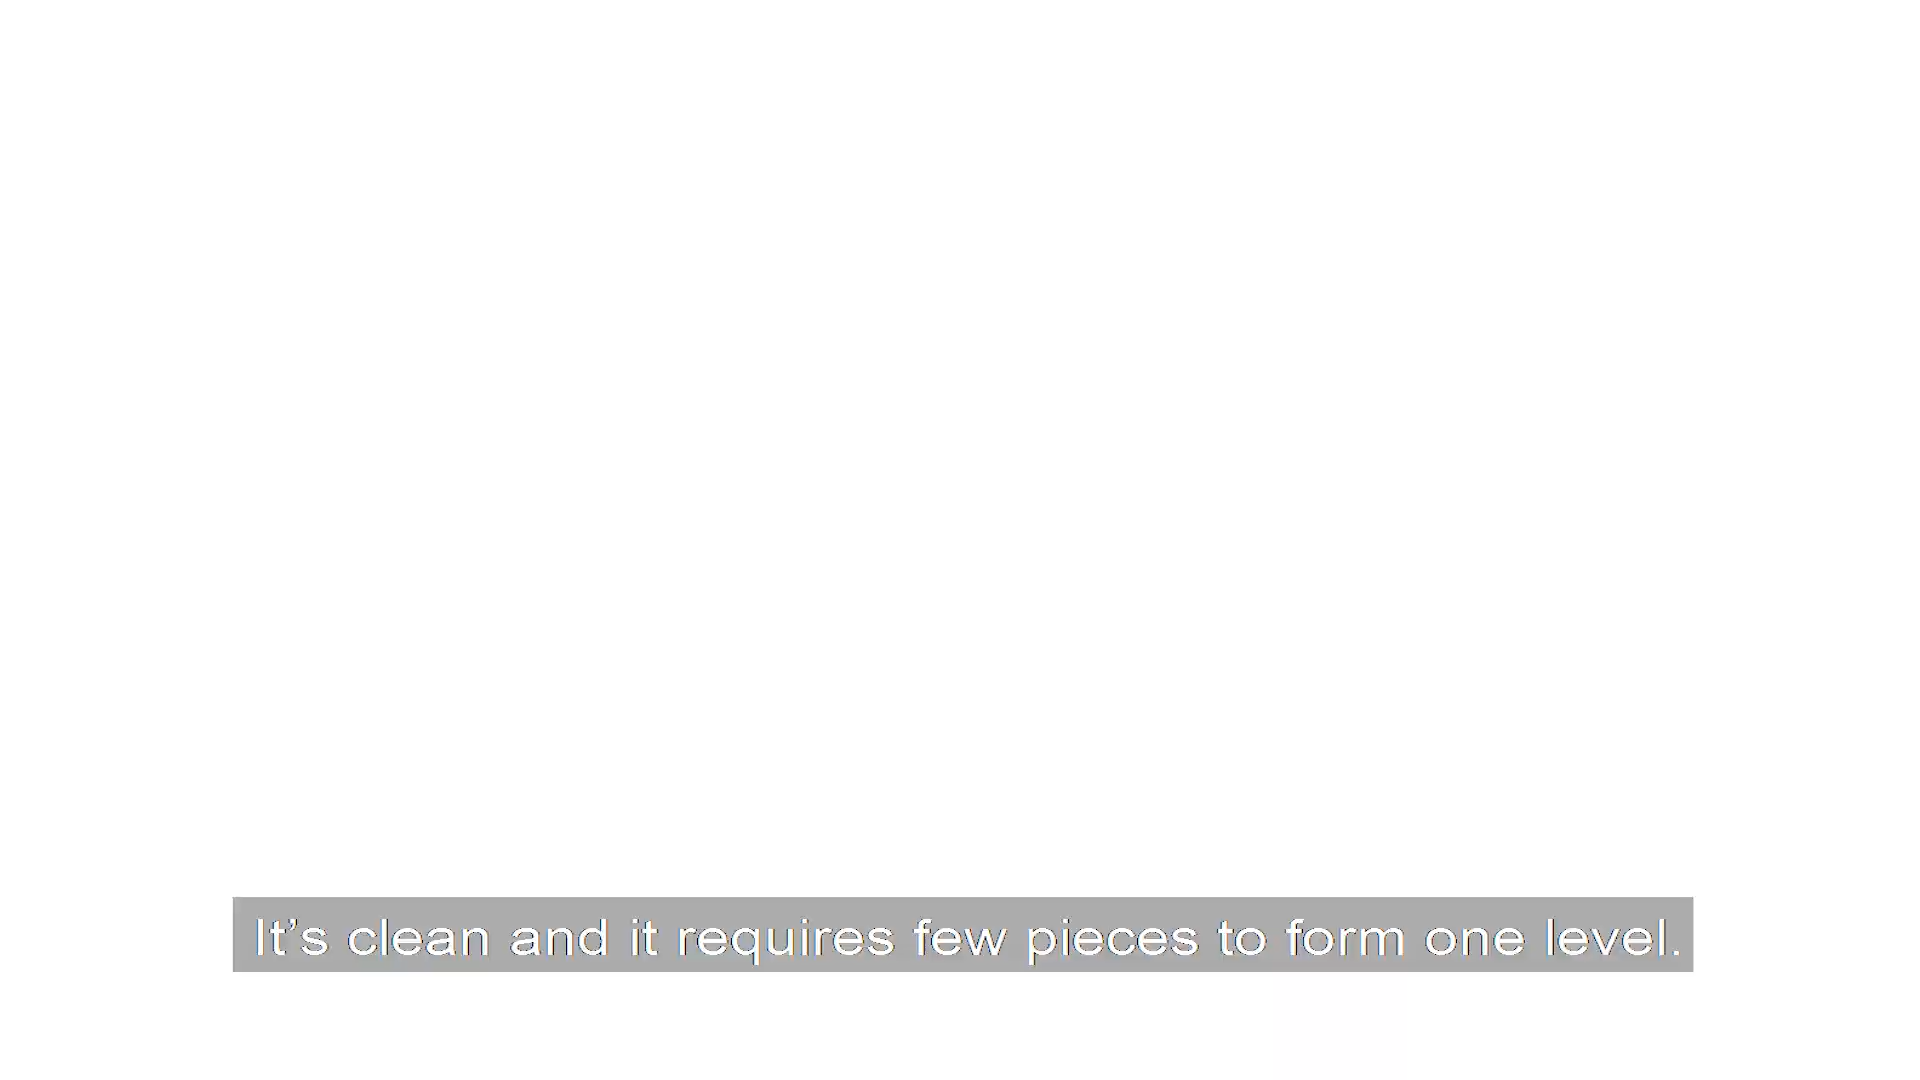 It’s clean and it requires few pieces to form one level.